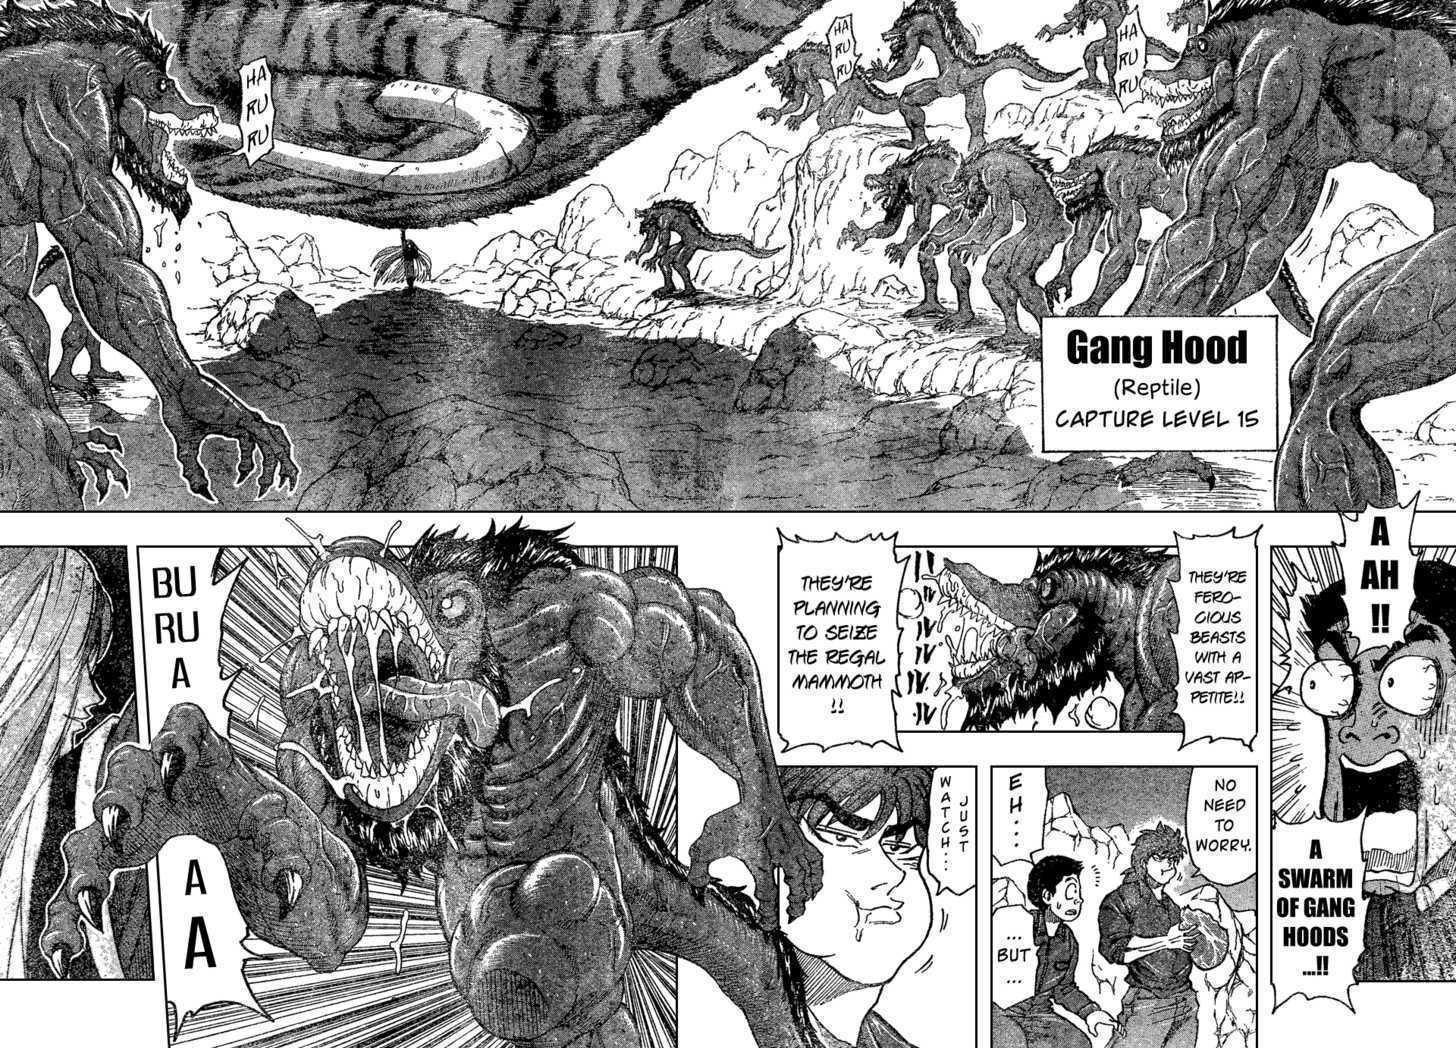 HA
RU
RU
HA
RU
RU
HA
RU
RU
Gang Hood
(Reptile)
CAPTURE LEVEL 15
A
AH
!!
A
SWARM
OF GANG
HOODS
...!!
THEY'RE
FERO-
CIOUS
BEASTS
WITH A
VAST AP-
PETITE!!
THEY'RE
PLANNING
TO SEIZE
THE REGAL
MAMMOTH
!!
NO
NEED
TO
WORRY.
EH...
...
BUT
...
JUST
WATCH...
BU
RU
A
A
A